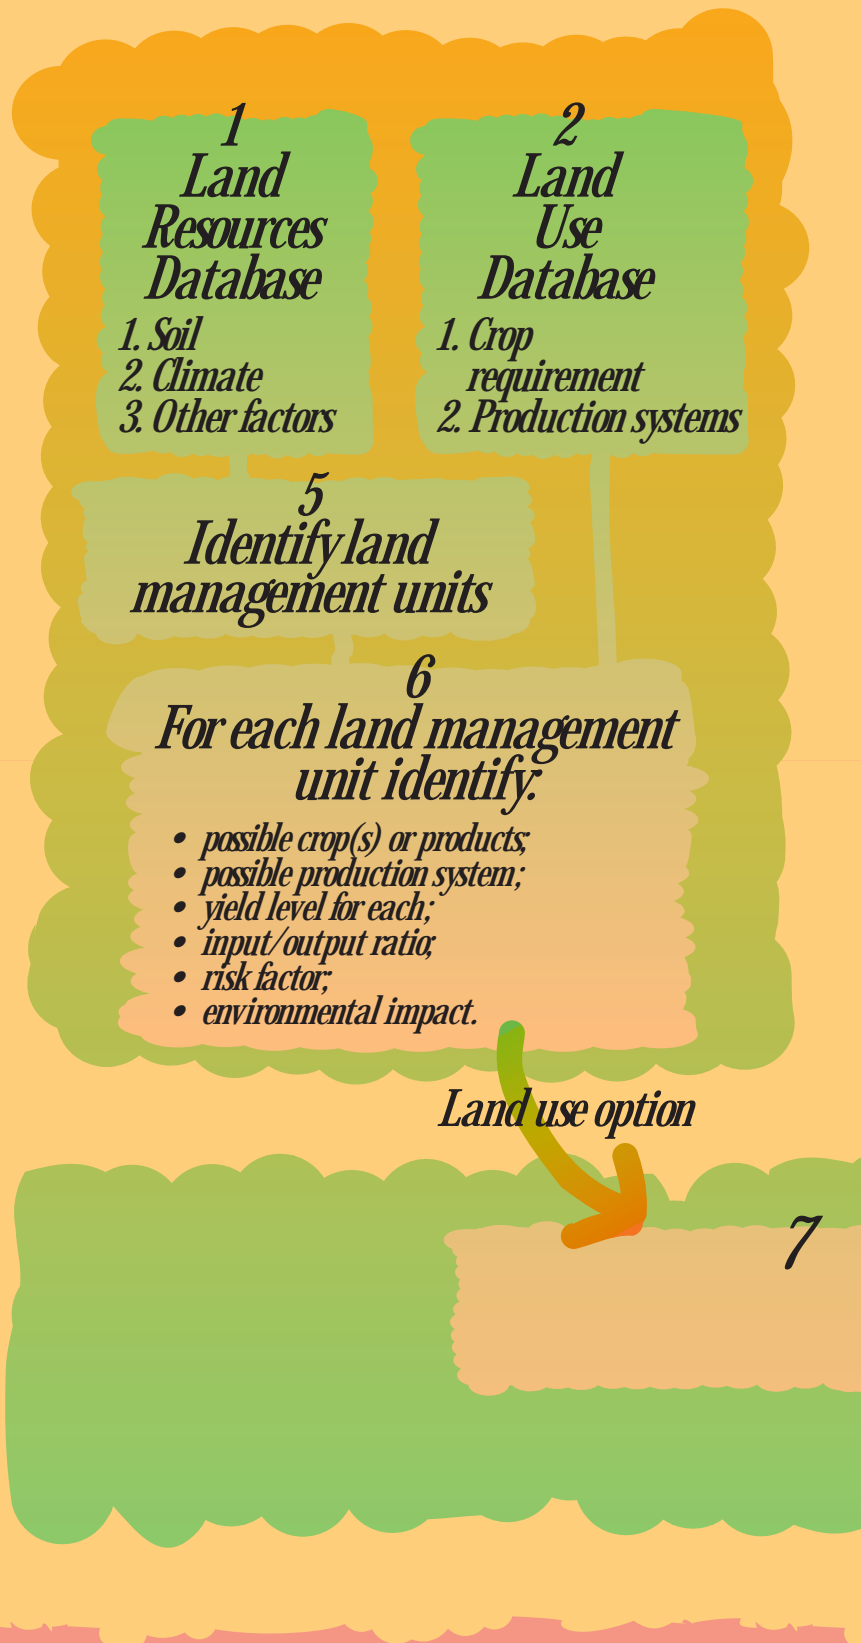 1
Land
Resources
Database
1. Soil
2. Climate
3. Other factors
2
Land
Use
Database
1. Crop
requirement
2. Production systems
5
Identify land
management units
6
For each land management
unit identify:
• possible crop(s) or products;
• possible production system;
• yield level for each;
• input/output ratio;
• risk factor;
• environmental impact.
Land use option
7